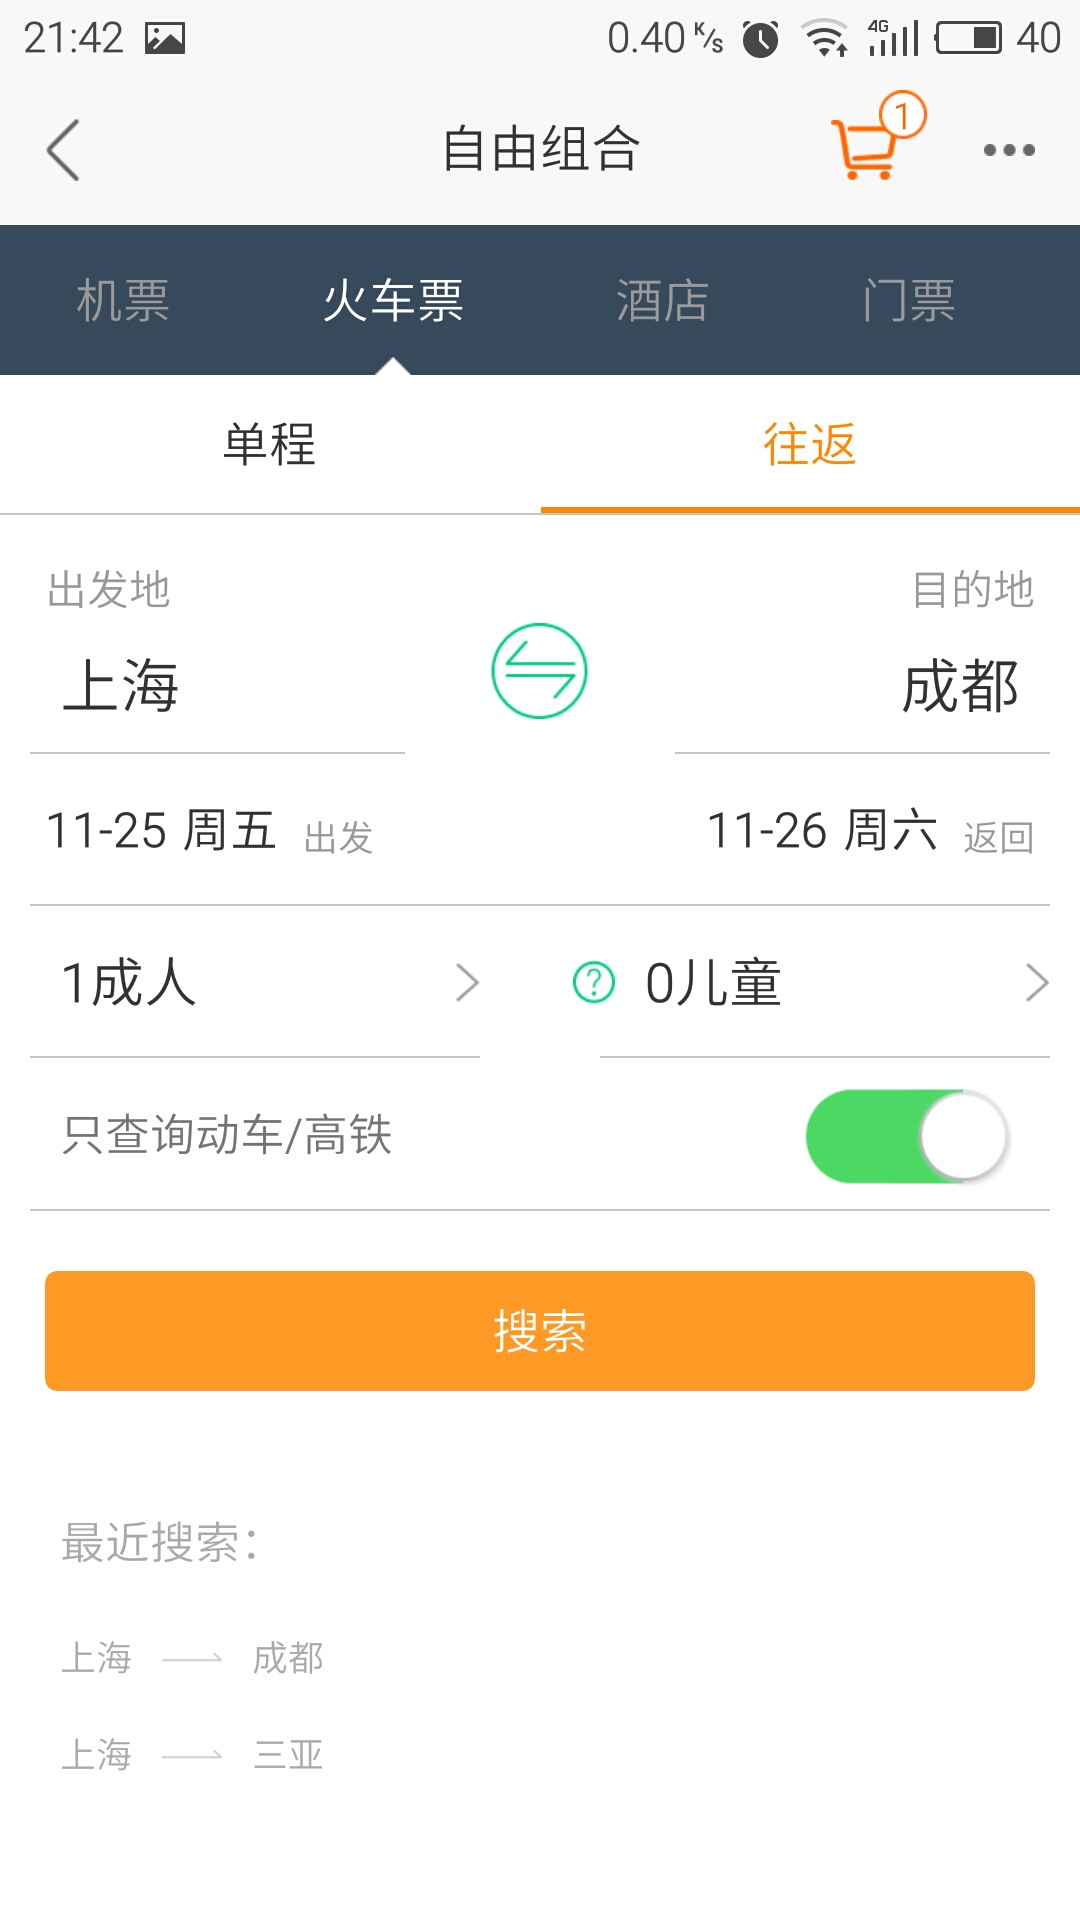 21:42 0.40 K/s 4G 40
自由组合 1
机票 火车票 酒店 门票
单程 往返
出发地 目的地
上海 成都
11-25 周五 出发 11-26 周六 返回
1成人 ? 0儿童
只查询动车/高铁
搜索
最近搜索：
上海 成都
上海 三亚